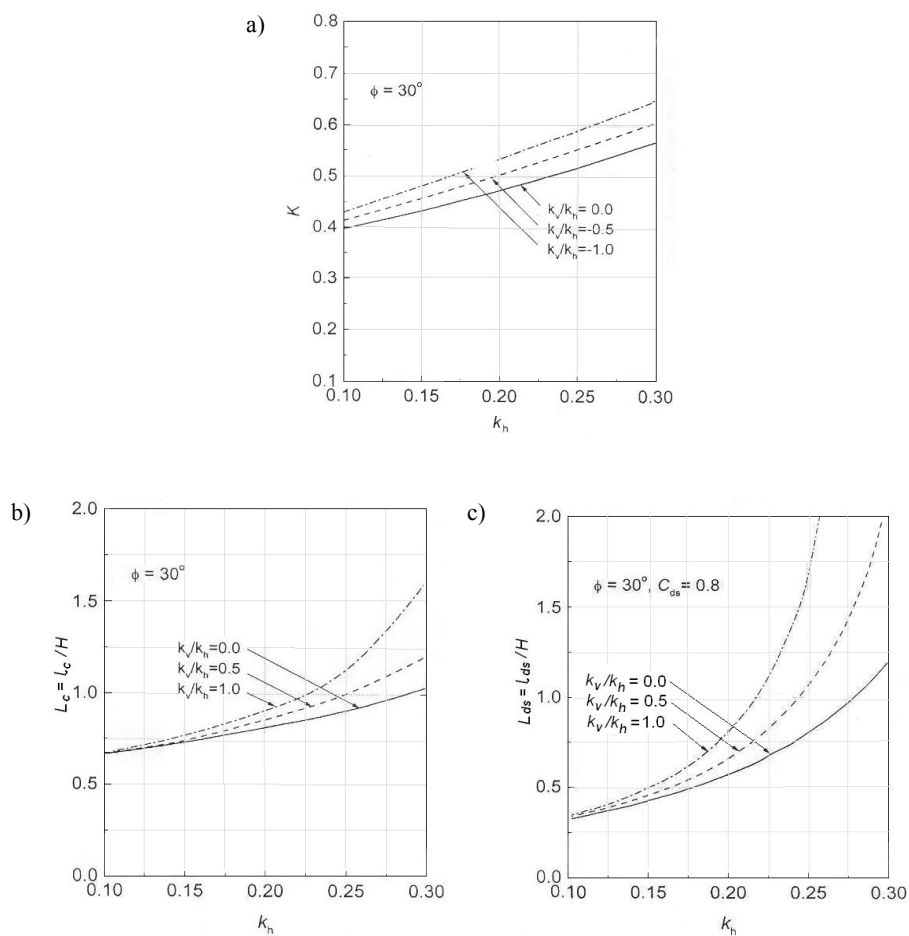 a)
0.8
0.7
0.6
0.5
0.4
0.3
0.2
0.1
K
ϕ = 30°
kᵥ/kₕ= 0.0
kᵥ/kₕ=-0.5
kᵥ/kₕ=-1.0
0.10
0.15
0.20
0.25
0.30
kₕ
b)
2.0
1.5
1.0
0.5
0.0
L_c = l_c /H
ϕ = 30°
kᵥ/kₕ=0.0
kᵥ/kₕ=0.5
kᵥ/kₕ=1.0
0.10
0.15
0.20
0.25
0.30
kₕ
c)
2.0
1.5
1.0
0.5
0.0
L_ds = l_ds /H
ϕ = 30°, C_ds = 0.8
kᵥ/kₕ = 0.0
kᵥ/kₕ = 0.5
kᵥ/kₕ = 1.0
0.10
0.15
0.20
0.25
0.30
kₕ